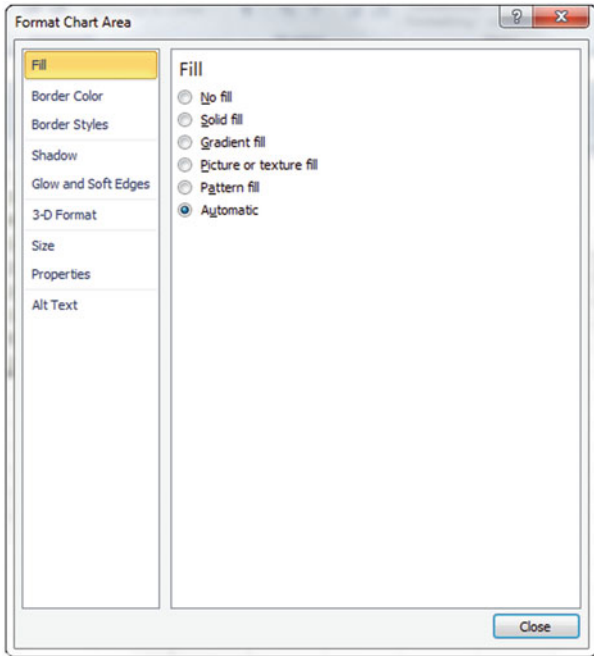 Format Chart Area
?
Fill
Border Color
Border Styles
Shadow
Glow and Soft Edges
3-D Format
Size
Properties
Alt Text
Fill
No fill
Solid fill
Gradient fill
Picture or texture fill
Pattern fill
Automatic
Close